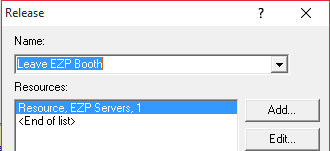 Release
?
Name:
Leave EZP Booth
Resources:
Resource, EZP Servers, 1
<End of list>
Add...
Edit...